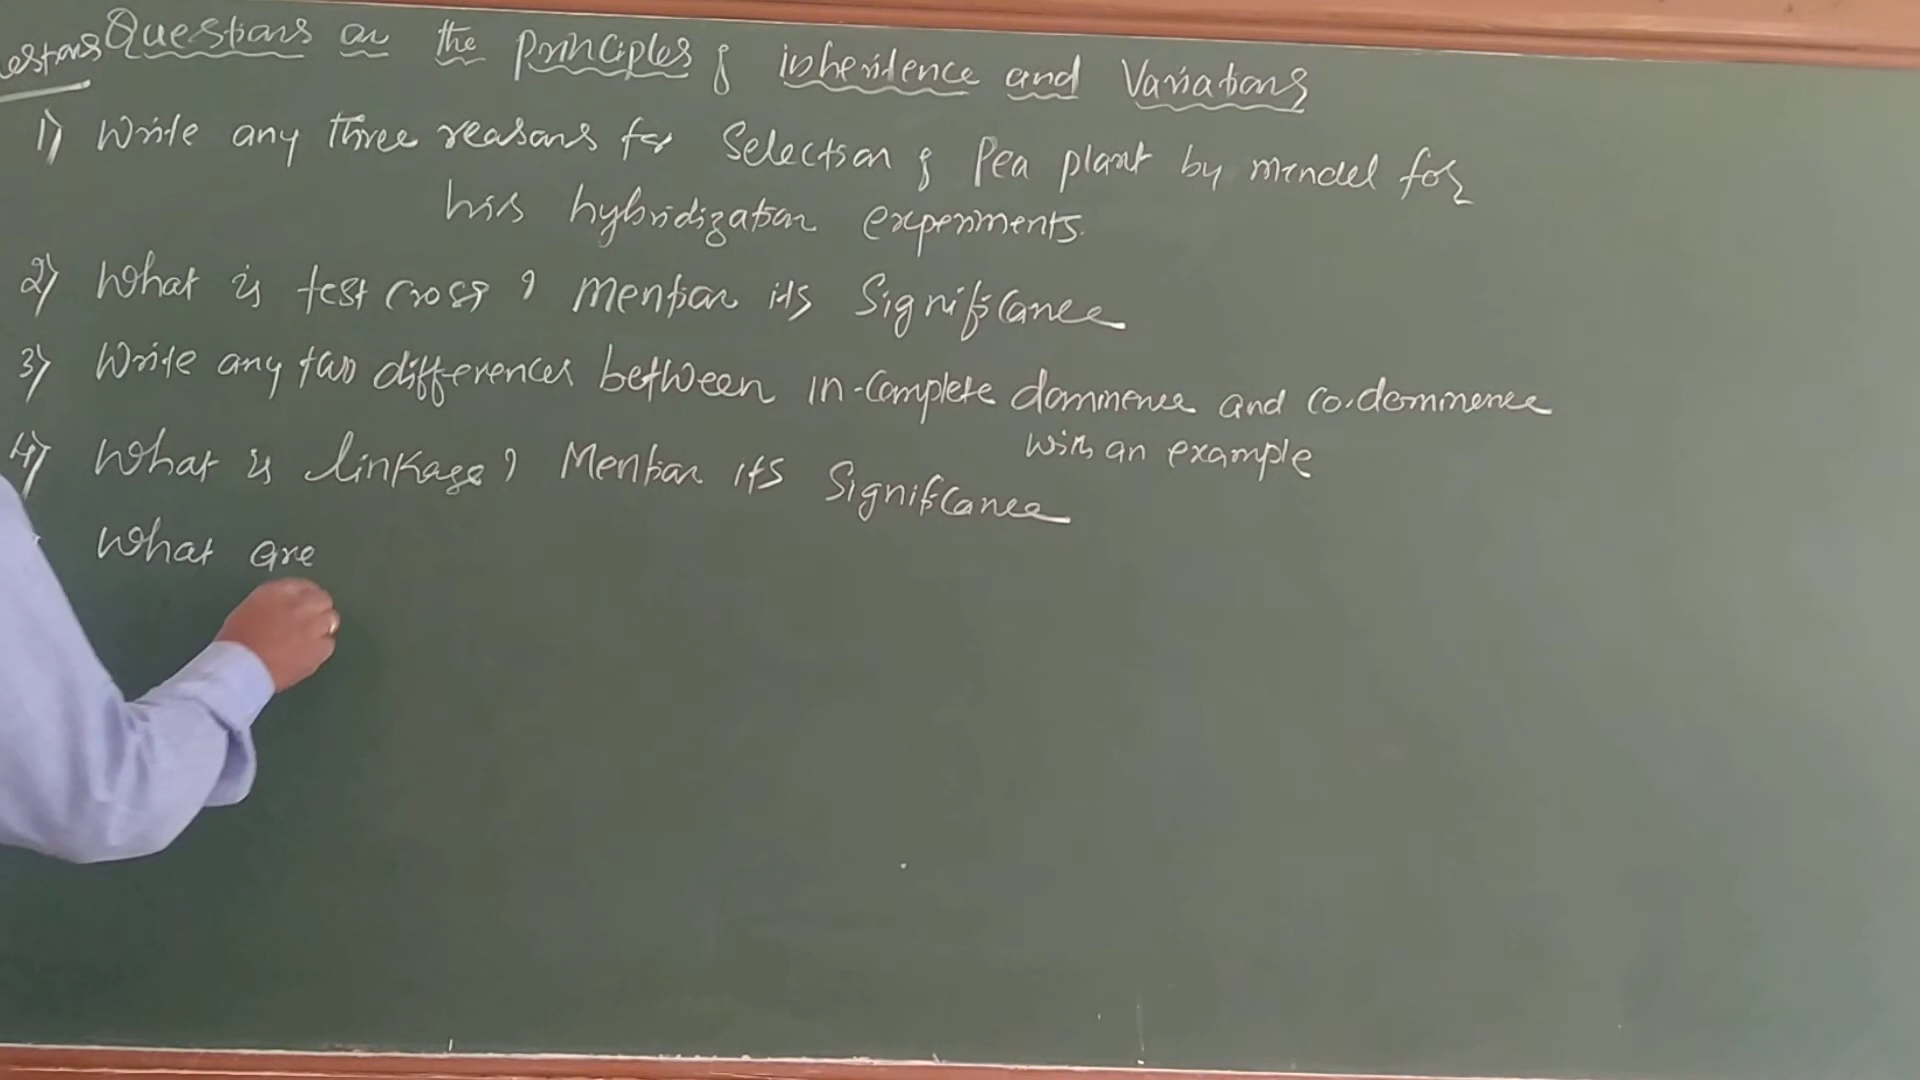 Questions on the principles of inheritence and Variations
1) Write any three reasons for Selection of Pea plant by mendel for
his hybridization experiments.
2) What is test cross? Mention its Significance
3) Write any two differences between in-complete dominence and co-dominence
with an example
4) What is linkage? Mention its Significance
What are